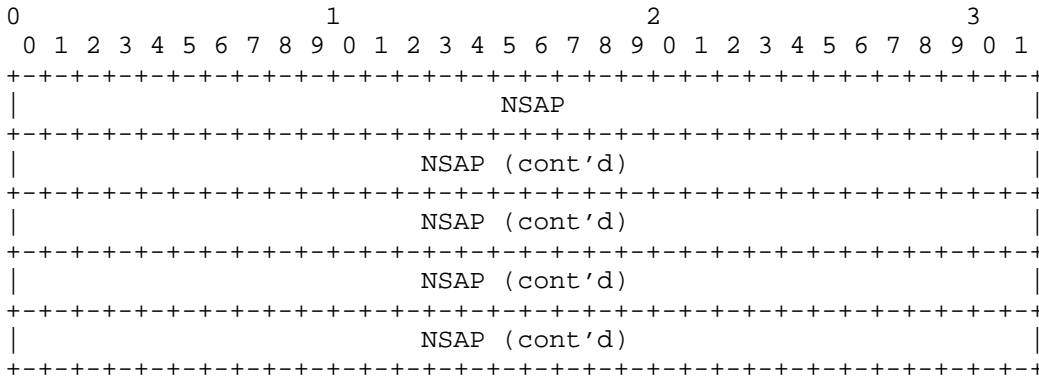 0                   1                   2                   3
 0 1 2 3 4 5 6 7 8 9 0 1 2 3 4 5 6 7 8 9 0 1 2 3 4 5 6 7 8 9 0 1
+-+-+-+-+-+-+-+-+-+-+-+-+-+-+-+-+-+-+-+-+-+-+-+-+-+-+-+-+-+-+-+-+
|                              NSAP                             |
+-+-+-+-+-+-+-+-+-+-+-+-+-+-+-+-+-+-+-+-+-+-+-+-+-+-+-+-+-+-+-+-+
|                         NSAP (cont'd)                         |
+-+-+-+-+-+-+-+-+-+-+-+-+-+-+-+-+-+-+-+-+-+-+-+-+-+-+-+-+-+-+-+-+
|                         NSAP (cont'd)                         |
+-+-+-+-+-+-+-+-+-+-+-+-+-+-+-+-+-+-+-+-+-+-+-+-+-+-+-+-+-+-+-+-+
|                         NSAP (cont'd)                         |
+-+-+-+-+-+-+-+-+-+-+-+-+-+-+-+-+-+-+-+-+-+-+-+-+-+-+-+-+-+-+-+-+
|                         NSAP (cont'd)                         |
+-+-+-+-+-+-+-+-+-+-+-+-+-+-+-+-+-+-+-+-+-+-+-+-+-+-+-+-+-+-+-+-+